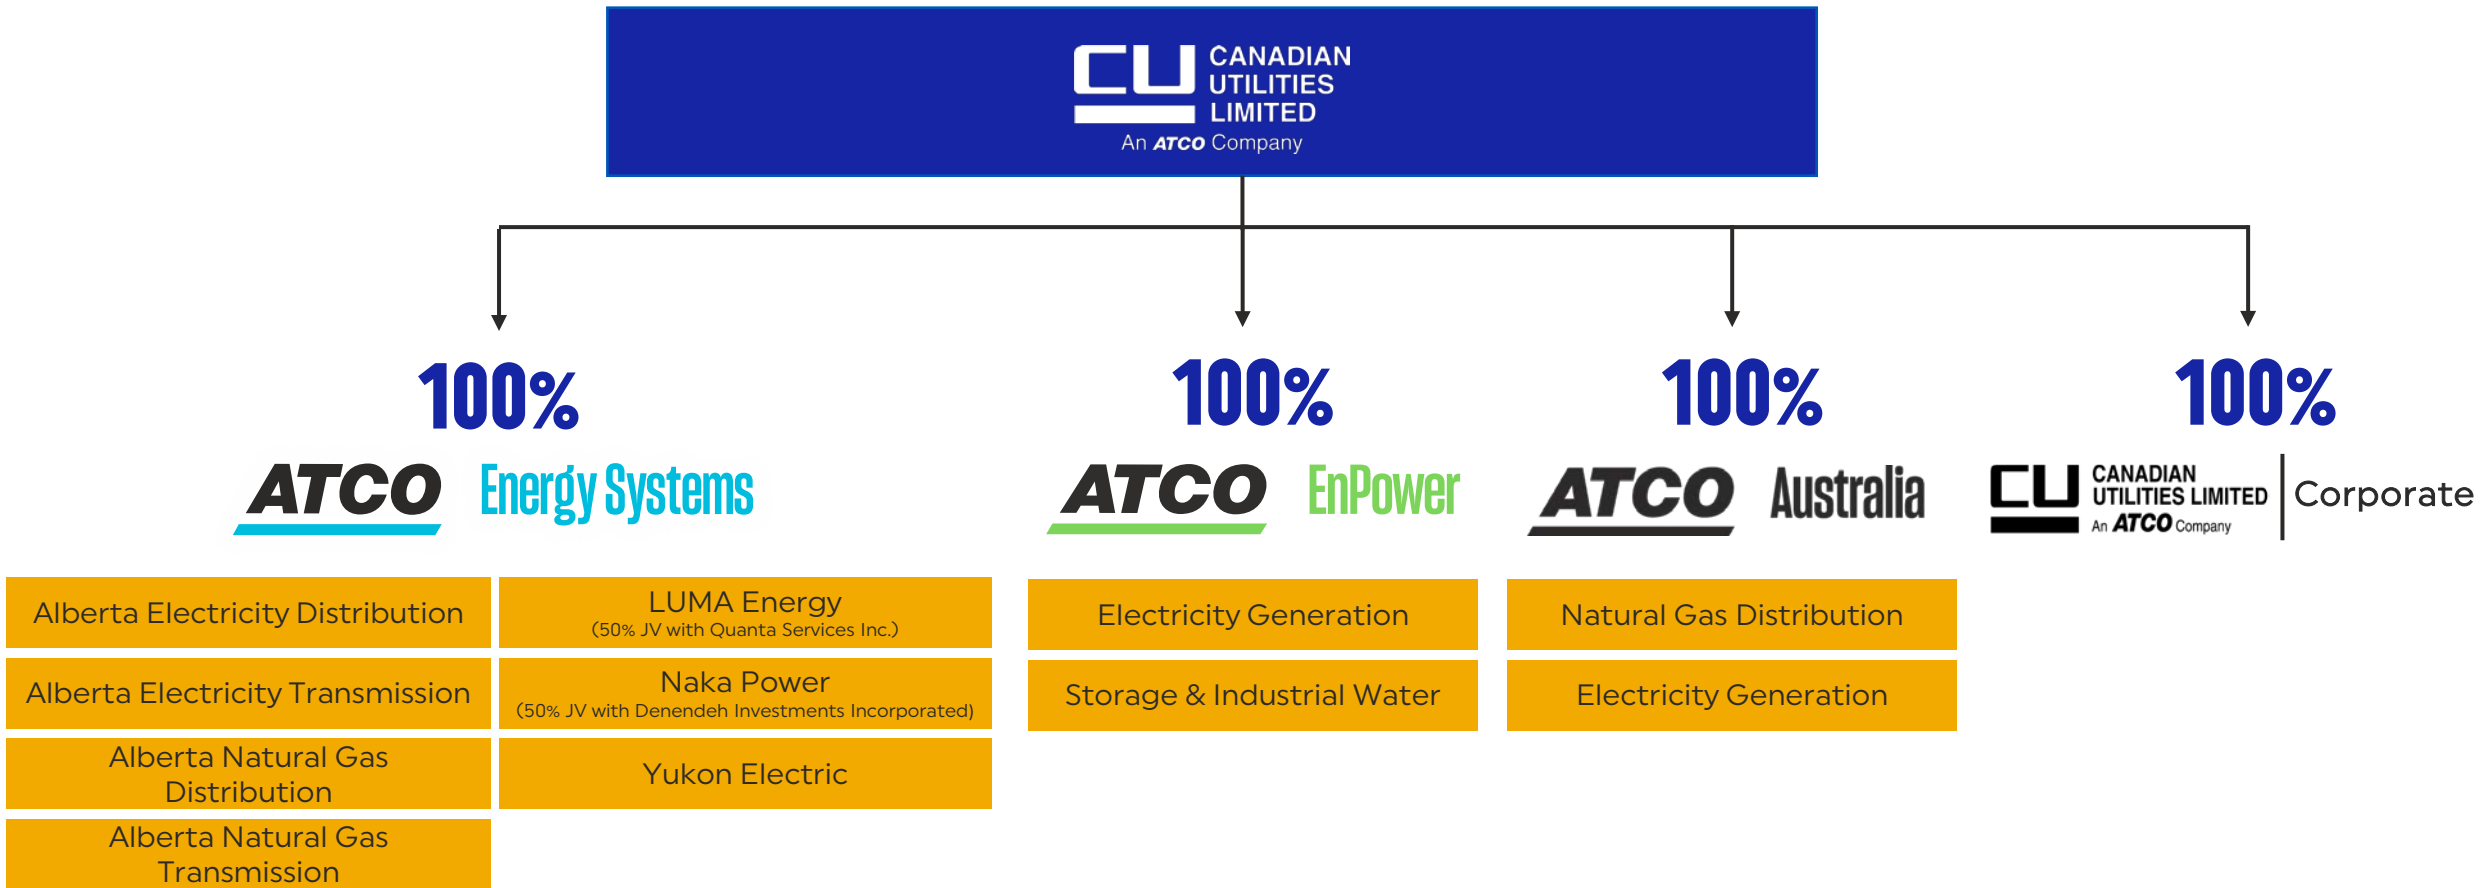 CU CANADIAN
UTILITIES
LIMITED
An ATCO Company
100%
ATCO Energy Systems
Alberta Electricity Distribution
Alberta Electricity Transmission
Alberta Natural Gas
Distribution
Alberta Natural Gas
Transmission
LUMA Energy
(50% JV with Quanta Services Inc.)
Naka Power
(50% JV with Denendeh Investments Incorporated)
Yukon Electric
100%
ATCO EnPower
Electricity Generation
Storage & Industrial Water
100%
ATCO Australia
Natural Gas Distribution
Electricity Generation
100%
CU CANADIAN
UTILITIES LIMITED
An ATCO Company
Corporate